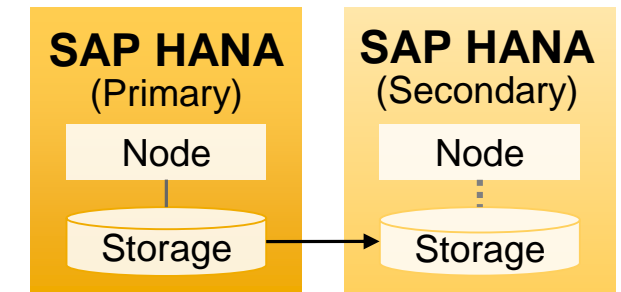 SAP HANA
(Primary)
Node
Storage
SAP HANA
(Secondary)
Node
Storage